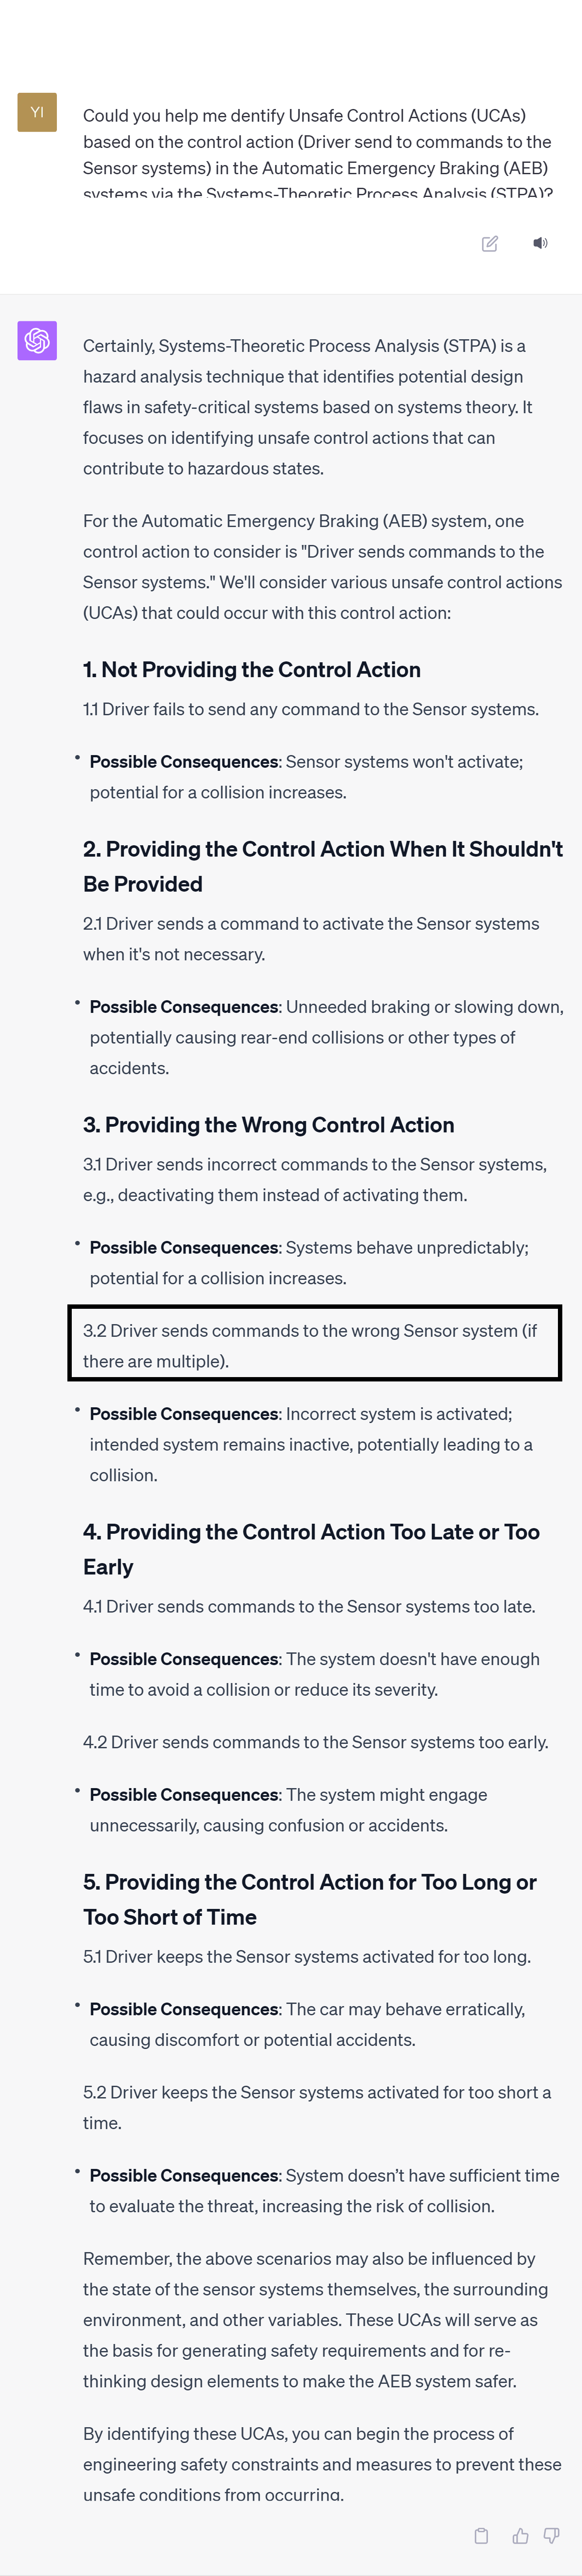 YI
Could you help me dentify Unsafe Control Actions (UCAs)
based on the control action (Driver send to commands to the
Sensor systems) in the Automatic Emergency Braking (AEB)
systems via the Systems-Theoretic Process Analysis (STPA)?
Certainly, Systems-Theoretic Process Analysis (STPA) is a
hazard analysis technique that identifies potential design
flaws in safety-critical systems based on systems theory. It
focuses on identifying unsafe control actions that can
contribute to hazardous states.
For the Automatic Emergency Braking (AEB) system, one
control action to consider is "Driver sends commands to the
Sensor systems." We'll consider various unsafe control actions
(UCAs) that could occur with this control action:
1. Not Providing the Control Action
1.1 Driver fails to send any command to the Sensor systems.
• Possible Consequences: Sensor systems won't activate;
potential for a collision increases.
2. Providing the Control Action When It Shouldn't
Be Provided
2.1 Driver sends a command to activate the Sensor systems
when it's not necessary.
• Possible Consequences: Unneeded braking or slowing down,
potentially causing rear-end collisions or other types of
accidents.
3. Providing the Wrong Control Action
3.1 Driver sends incorrect commands to the Sensor systems,
e.g., deactivating them instead of activating them.
• Possible Consequences: Systems behave unpredictably;
potential for a collision increases.
3.2 Driver sends commands to the wrong Sensor system (if
there are multiple).
• Possible Consequences: Incorrect system is activated;
intended system remains inactive, potentially leading to a
collision.
4. Providing the Control Action Too Late or Too
Early
4.1 Driver sends commands to the Sensor systems too late.
• Possible Consequences: The system doesn't have enough
time to avoid a collision or reduce its severity.
4.2 Driver sends commands to the Sensor systems too early.
• Possible Consequences: The system might engage
unnecessarily, causing confusion or accidents.
5. Providing the Control Action for Too Long or
Too Short of Time
5.1 Driver keeps the Sensor systems activated for too long.
• Possible Consequences: The car may behave erratically,
causing discomfort or potential accidents.
5.2 Driver keeps the Sensor systems activated for too short a
time.
• Possible Consequences: System doesn’t have sufficient time
to evaluate the threat, increasing the risk of collision.
Remember, the above scenarios may also be influenced by
the state of the sensor systems themselves, the surrounding
environment, and other variables. These UCAs will serve as
the basis for generating safety requirements and for re-
thinking design elements to make the AEB system safer.
By identifying these UCAs, you can begin the process of
engineering safety constraints and measures to prevent these
unsafe conditions from occurring.